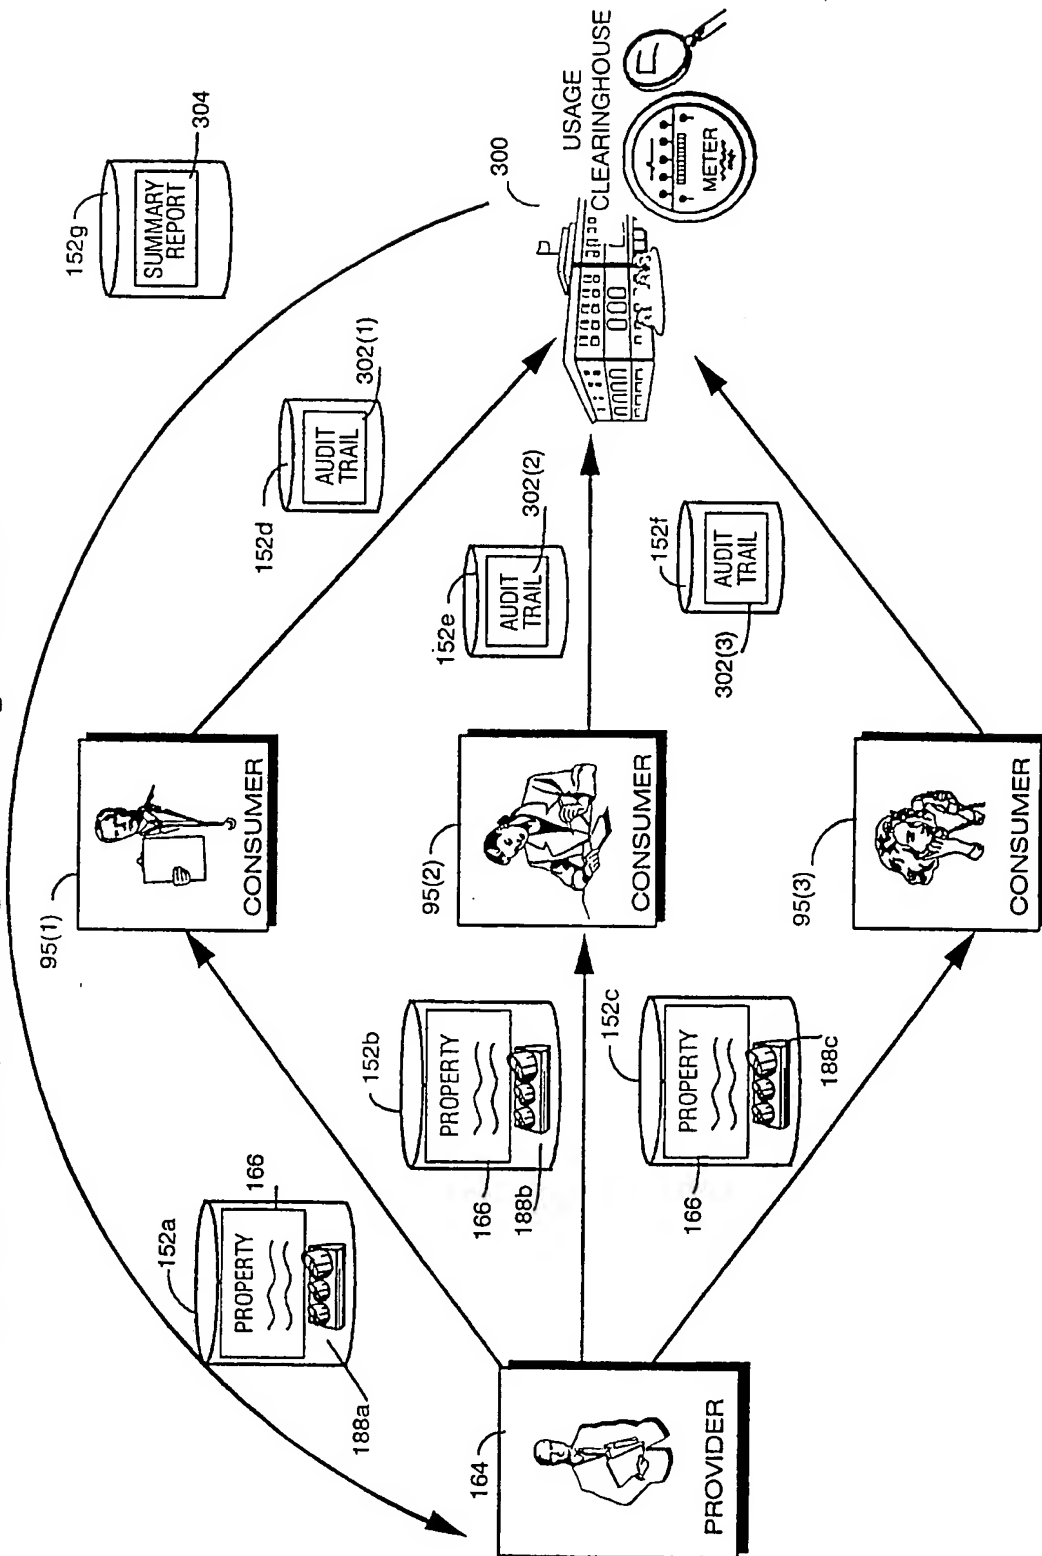 152g
SUMMARY
REPORT
304
300
USAGE
CLEARINGHOUSE
METER
152d
AUDIT
TRAIL
302(1)
152e
AUDIT
TRAIL
302(2)
152f
AUDIT
TRAIL
302(3)
95(1)
CONSUMER
95(2)
CONSUMER
95(3)
CONSUMER
152a
166
PROPERTY
188a
152b
PROPERTY
166
188b
152c
PROPERTY
166
188c
164
PROVIDER